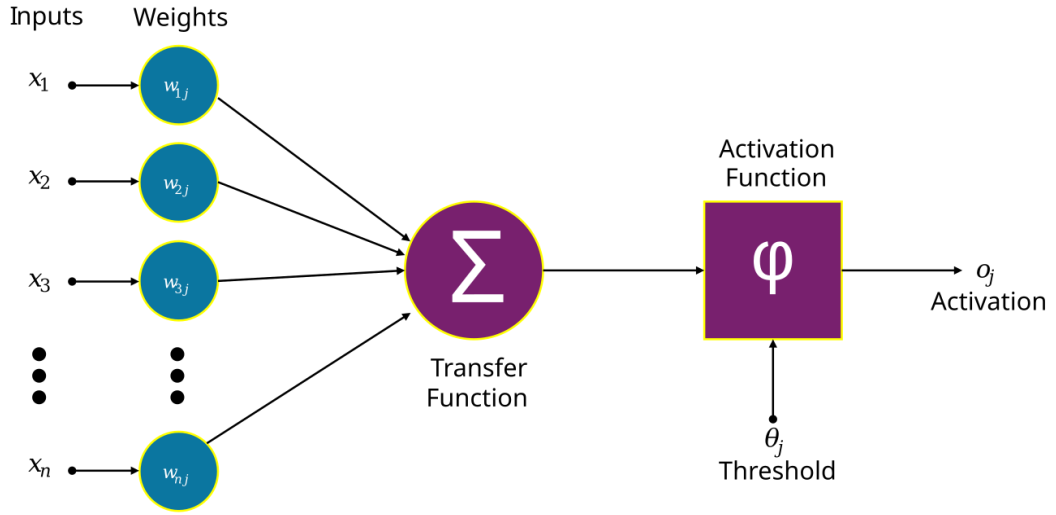 Inputs Weights
x1 w1j
x2 w2j
x3 w3j
xn wnj
Σ
Transfer
Function
Activation
Function
φ
oj
Activation
θj
Threshold